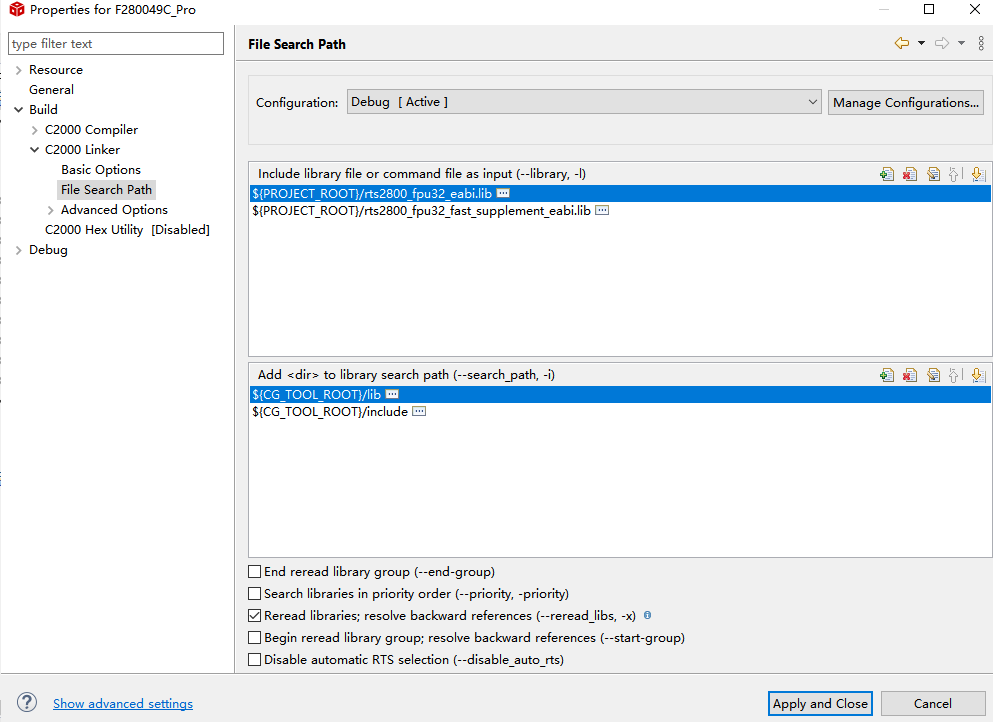 Properties for F280049C_Pro
type filter text
Resource
General
Build
C2000 Compiler
C2000 Linker
Basic Options
File Search Path
Advanced Options
C2000 Hex Utility [Disabled]
Debug
File Search Path
Configuration:
Debug [ Active ]
Manage Configurations...
Include library file or command file as input (--library, -l)
${PROJECT_ROOT}/rts2800_fpu32_eabi.lib
${PROJECT_ROOT}/rts2800_fpu32_fast_supplement_eabi.lib
Add <dir> to library search path (--search_path, -i)
${CG_TOOL_ROOT}/lib
${CG_TOOL_ROOT}/include
End reread library group (--end-group)
Search libraries in priority order (--priority, -priority)
Reread libraries; resolve backward references (--reread_libs, -x)
Begin reread library group; resolve backward references (--start-group)
Disable automatic RTS selection (--disable_auto_rts)
Show advanced settings
Apply and Close
Cancel